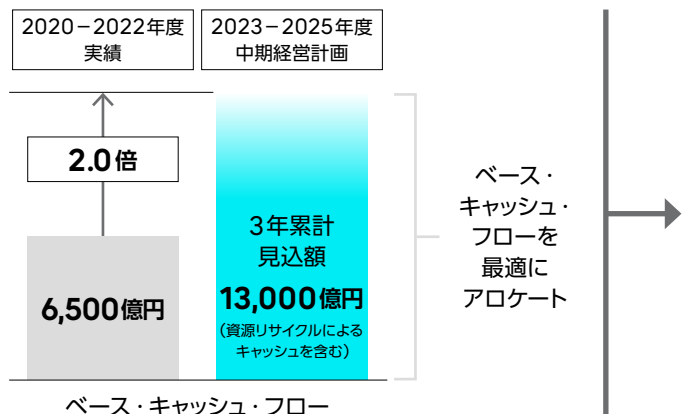 2020－2022年度
実績
2023－2025年度
中期経営計画
2.0倍
6,500億円
3年累計
見込額
13,000億円
（資源リサイクルによる
キャッシュを含む）
ベース・キャッシュ・フロー
ベース・
キャッシュ・
フローを
最適に
アロケート